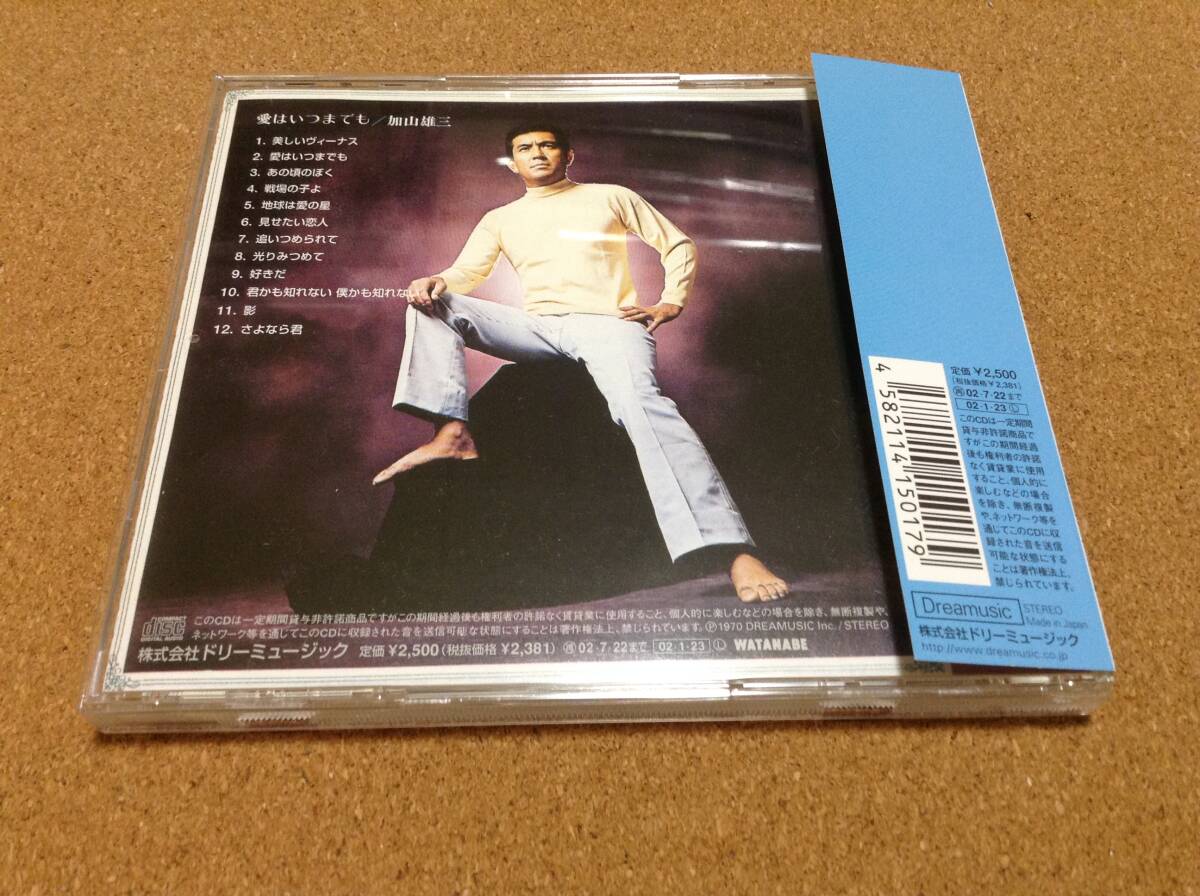 愛はいつまでも／加山雄三
1. 美しいヴィーナス
2. 愛はいつまでも
3. あの頃のぼく
4. 戦場の子よ
5. 地球は愛の星
6. 見せたい恋人
7. 追いつめられて
8. 光りみつめて
9. 好きだ
10. 君かも知れない 僕かも知れない
11. 影
12. さよなら君
COMPACT
disc
DIGITAL AUDIO
このCDは一定期間貸与非許諾商品ですがこの期間経過後も権利者の許諾なく賃貸業に使用すること、個人的に楽しむなどの場合を除き、無断複製や、
ネットワーク等を通じてこのCDに収録された音を送信可能な状態にすることは著作権法上、禁じられています。Ⓟ1970 DREAMUSIC Inc. / STEREO
株式会社ドリーミュージック 定価 ¥2,500(税抜価格 ¥2,381) 02・7・22まで 02・1・23 Ⓛ WATANABE
4 582114 150179
定価 ¥2,500
(税抜価格 ¥2,381)
02・7・22まで
02・1・23 Ⓛ
このCDは一定期間
貸与非許諾商品で
すがこの期間経過
後も権利者の許諾
なく賃貸業に使用
すること、個人的に
楽しむなどの場合
を除き、無断複製
や、ネットワーク等を
通じてこのCDに収
録された音を送信
可能な状態にする
ことは著作権法上、
禁じられています。
Dreamusic
STEREO
Made in Japan
株式会社ドリーミュージック
http://www.dreamusic.co.jp